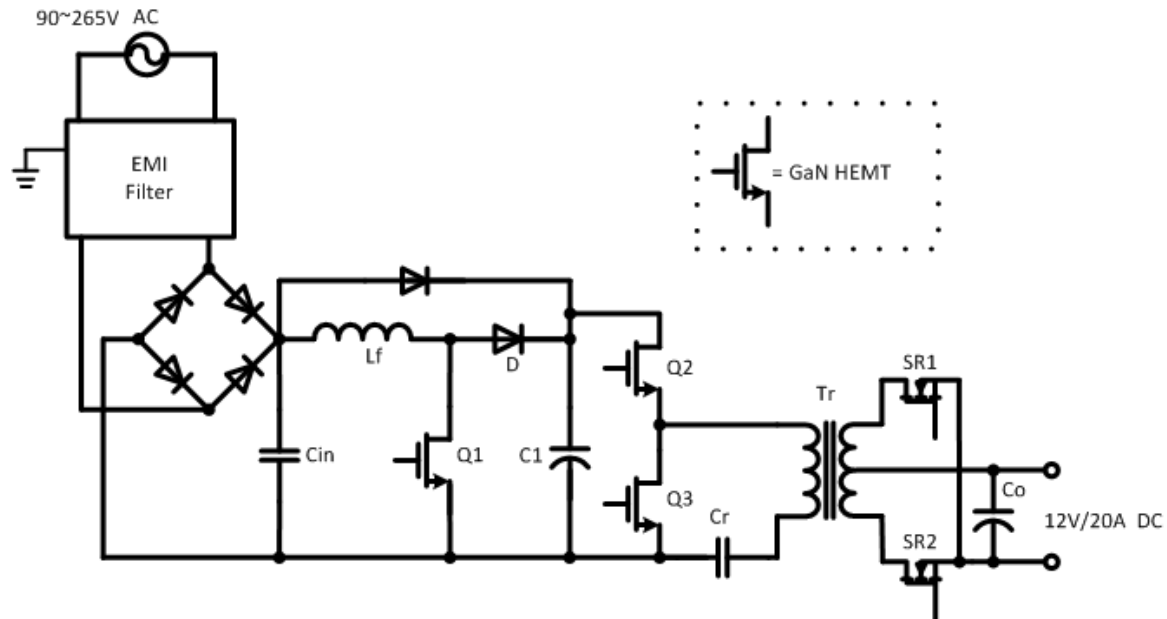 90~265V AC
EMI
Filter
= GaN HEMT
Lf
D
Q2
Tr
SR1
Cin
Q1
C1
Q3
Cr
Co
12V/20A DC
SR2